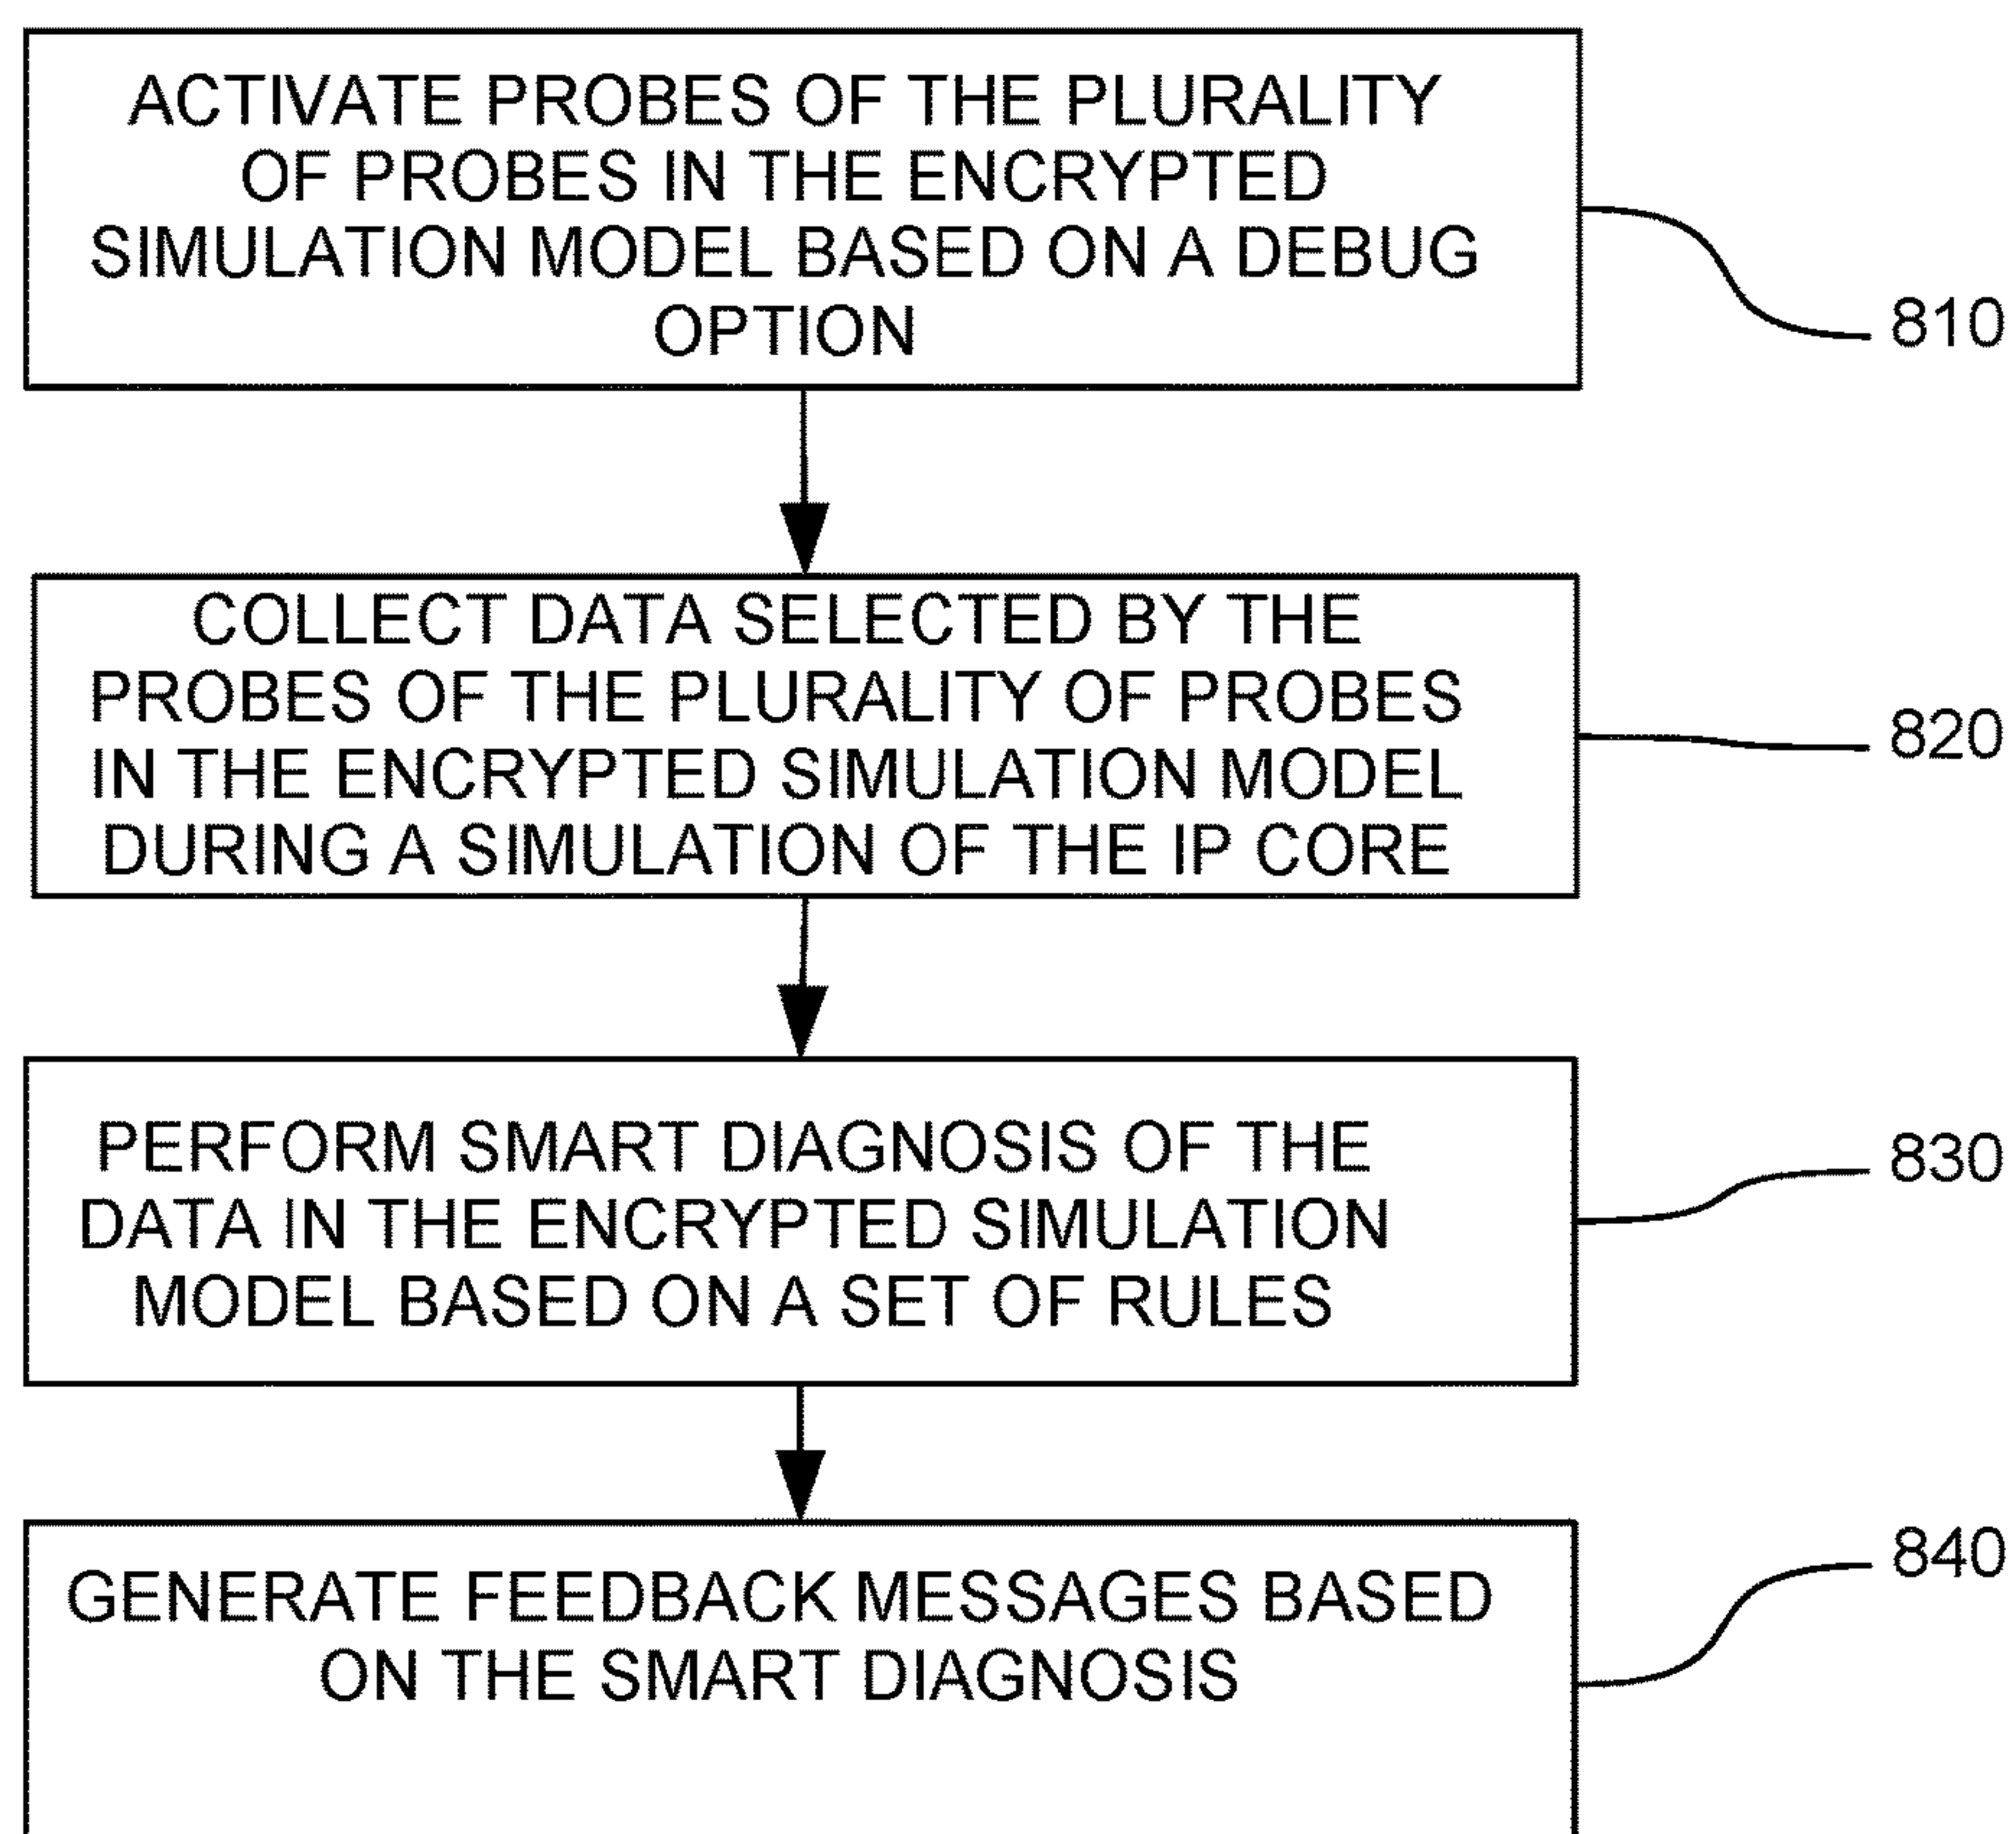 ACTIVATE PROBES OF THE PLURALITY
OF PROBES IN THE ENCRYPTED
SIMULATION MODEL BASED ON A DEBUG
OPTION
810
COLLECT DATA SELECTED BY THE
PROBES OF THE PLURALITY OF PROBES
IN THE ENCRYPTED SIMULATION MODEL
DURING A SIMULATION OF THE IP CORE
820
PERFORM SMART DIAGNOSIS OF THE
DATA IN THE ENCRYPTED SIMULATION
MODEL BASED ON A SET OF RULES
830
GENERATE FEEDBACK MESSAGES BASED
ON THE SMART DIAGNOSIS
840